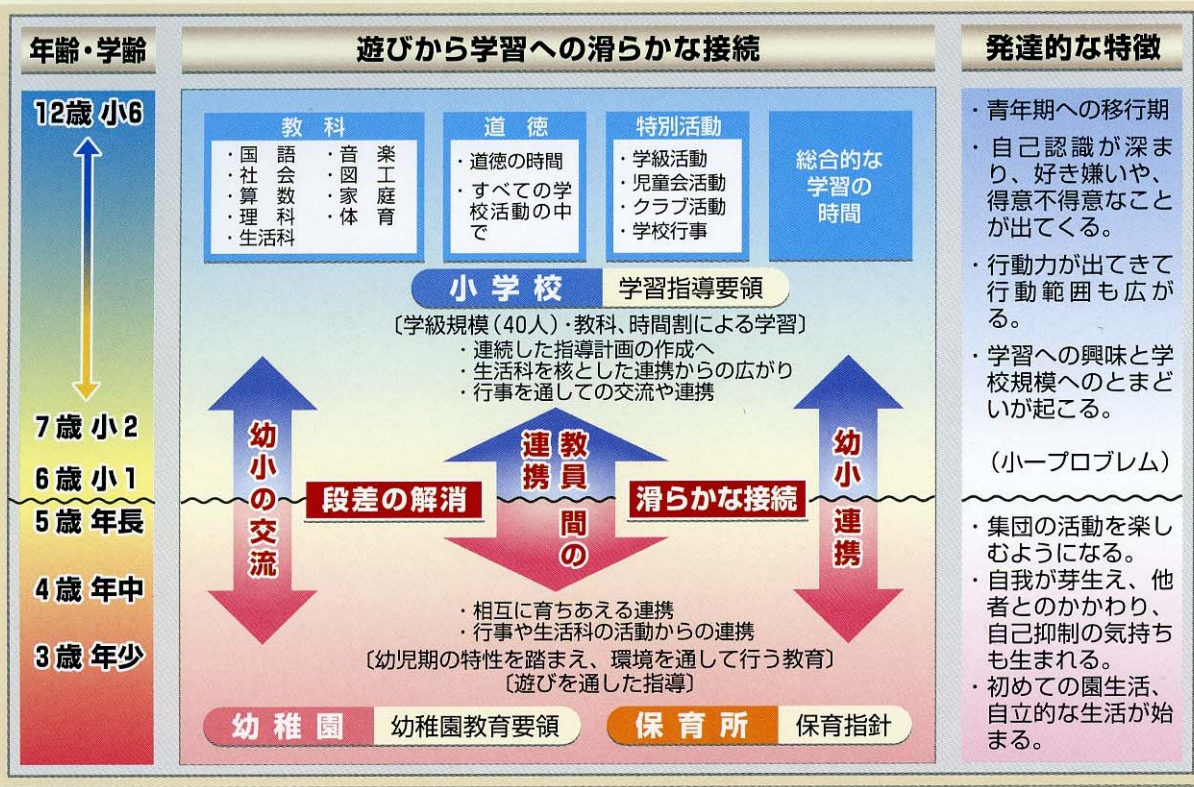 年齢・学齢
遊びから学習への滑らかな接続
発達的な特徴
12歳 小6
7歳 小2
6歳 小1
5歳 年長
4歳 年中
3歳 年少
教科
・国語 ・音楽
・社会 ・図工
・算数 ・家庭
・理科 ・体育
・生活科
道徳
・道徳の時間
・すべての学
校活動の中
で
特別活動
・学級活動
・児童会活動
・クラブ活動
・学校行事
総合的な
学習の
時間
小学校 学習指導要領
〔学級規模(40人)・教科、時間割による学習〕
・連続した指導計画の作成へ
・生活科を核とした連携からの広がり
・行事を通しての交流や連携
幼小の交流
段差の解消
教員間の
連携
滑らかな接続
幼小連携
・相互に育ちあえる連携
・行事や生活科の活動からの連携
〔幼児期の特性を踏まえ、環境を通して行う教育〕
〔遊びを通した指導〕
幼稚園 幼稚園教育要領
保育所 保育指針
・青年期への移行期
・自己認識が深ま
り、好き嫌いや、
得意不得意なこと
が出てくる。
・行動力が出てきて
行動範囲も広が
る。
・学習への興味と学
校規模へのとまど
いが起こる。
(小一プロブレム)
・集団の活動を楽し
むようになる。
・自我が芽生え、他
者とのかかわり、
自己抑制の気持ち
も生まれる。
・初めての園生活、
自立的な生活が始
まる。